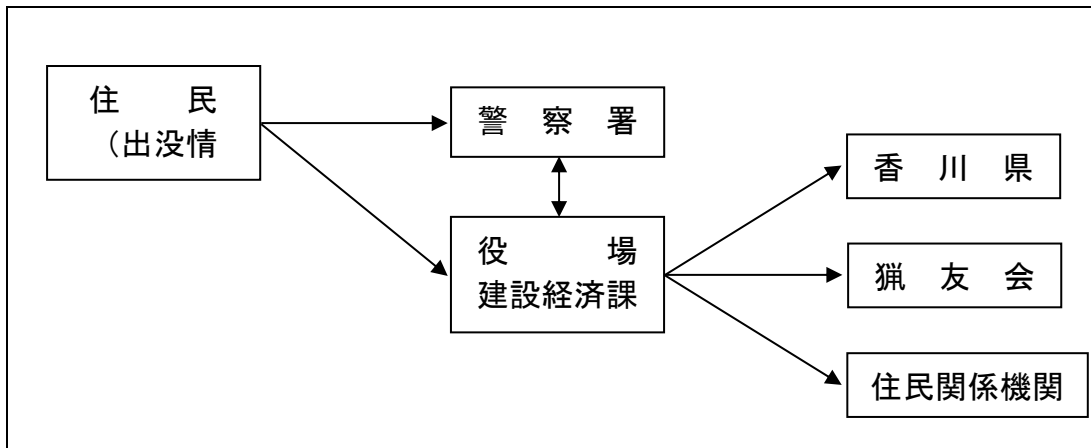 住　　民
（出没情
警　察　署
役　　場
建設経済課
香　川　県
猟　友　会
住民関係機関